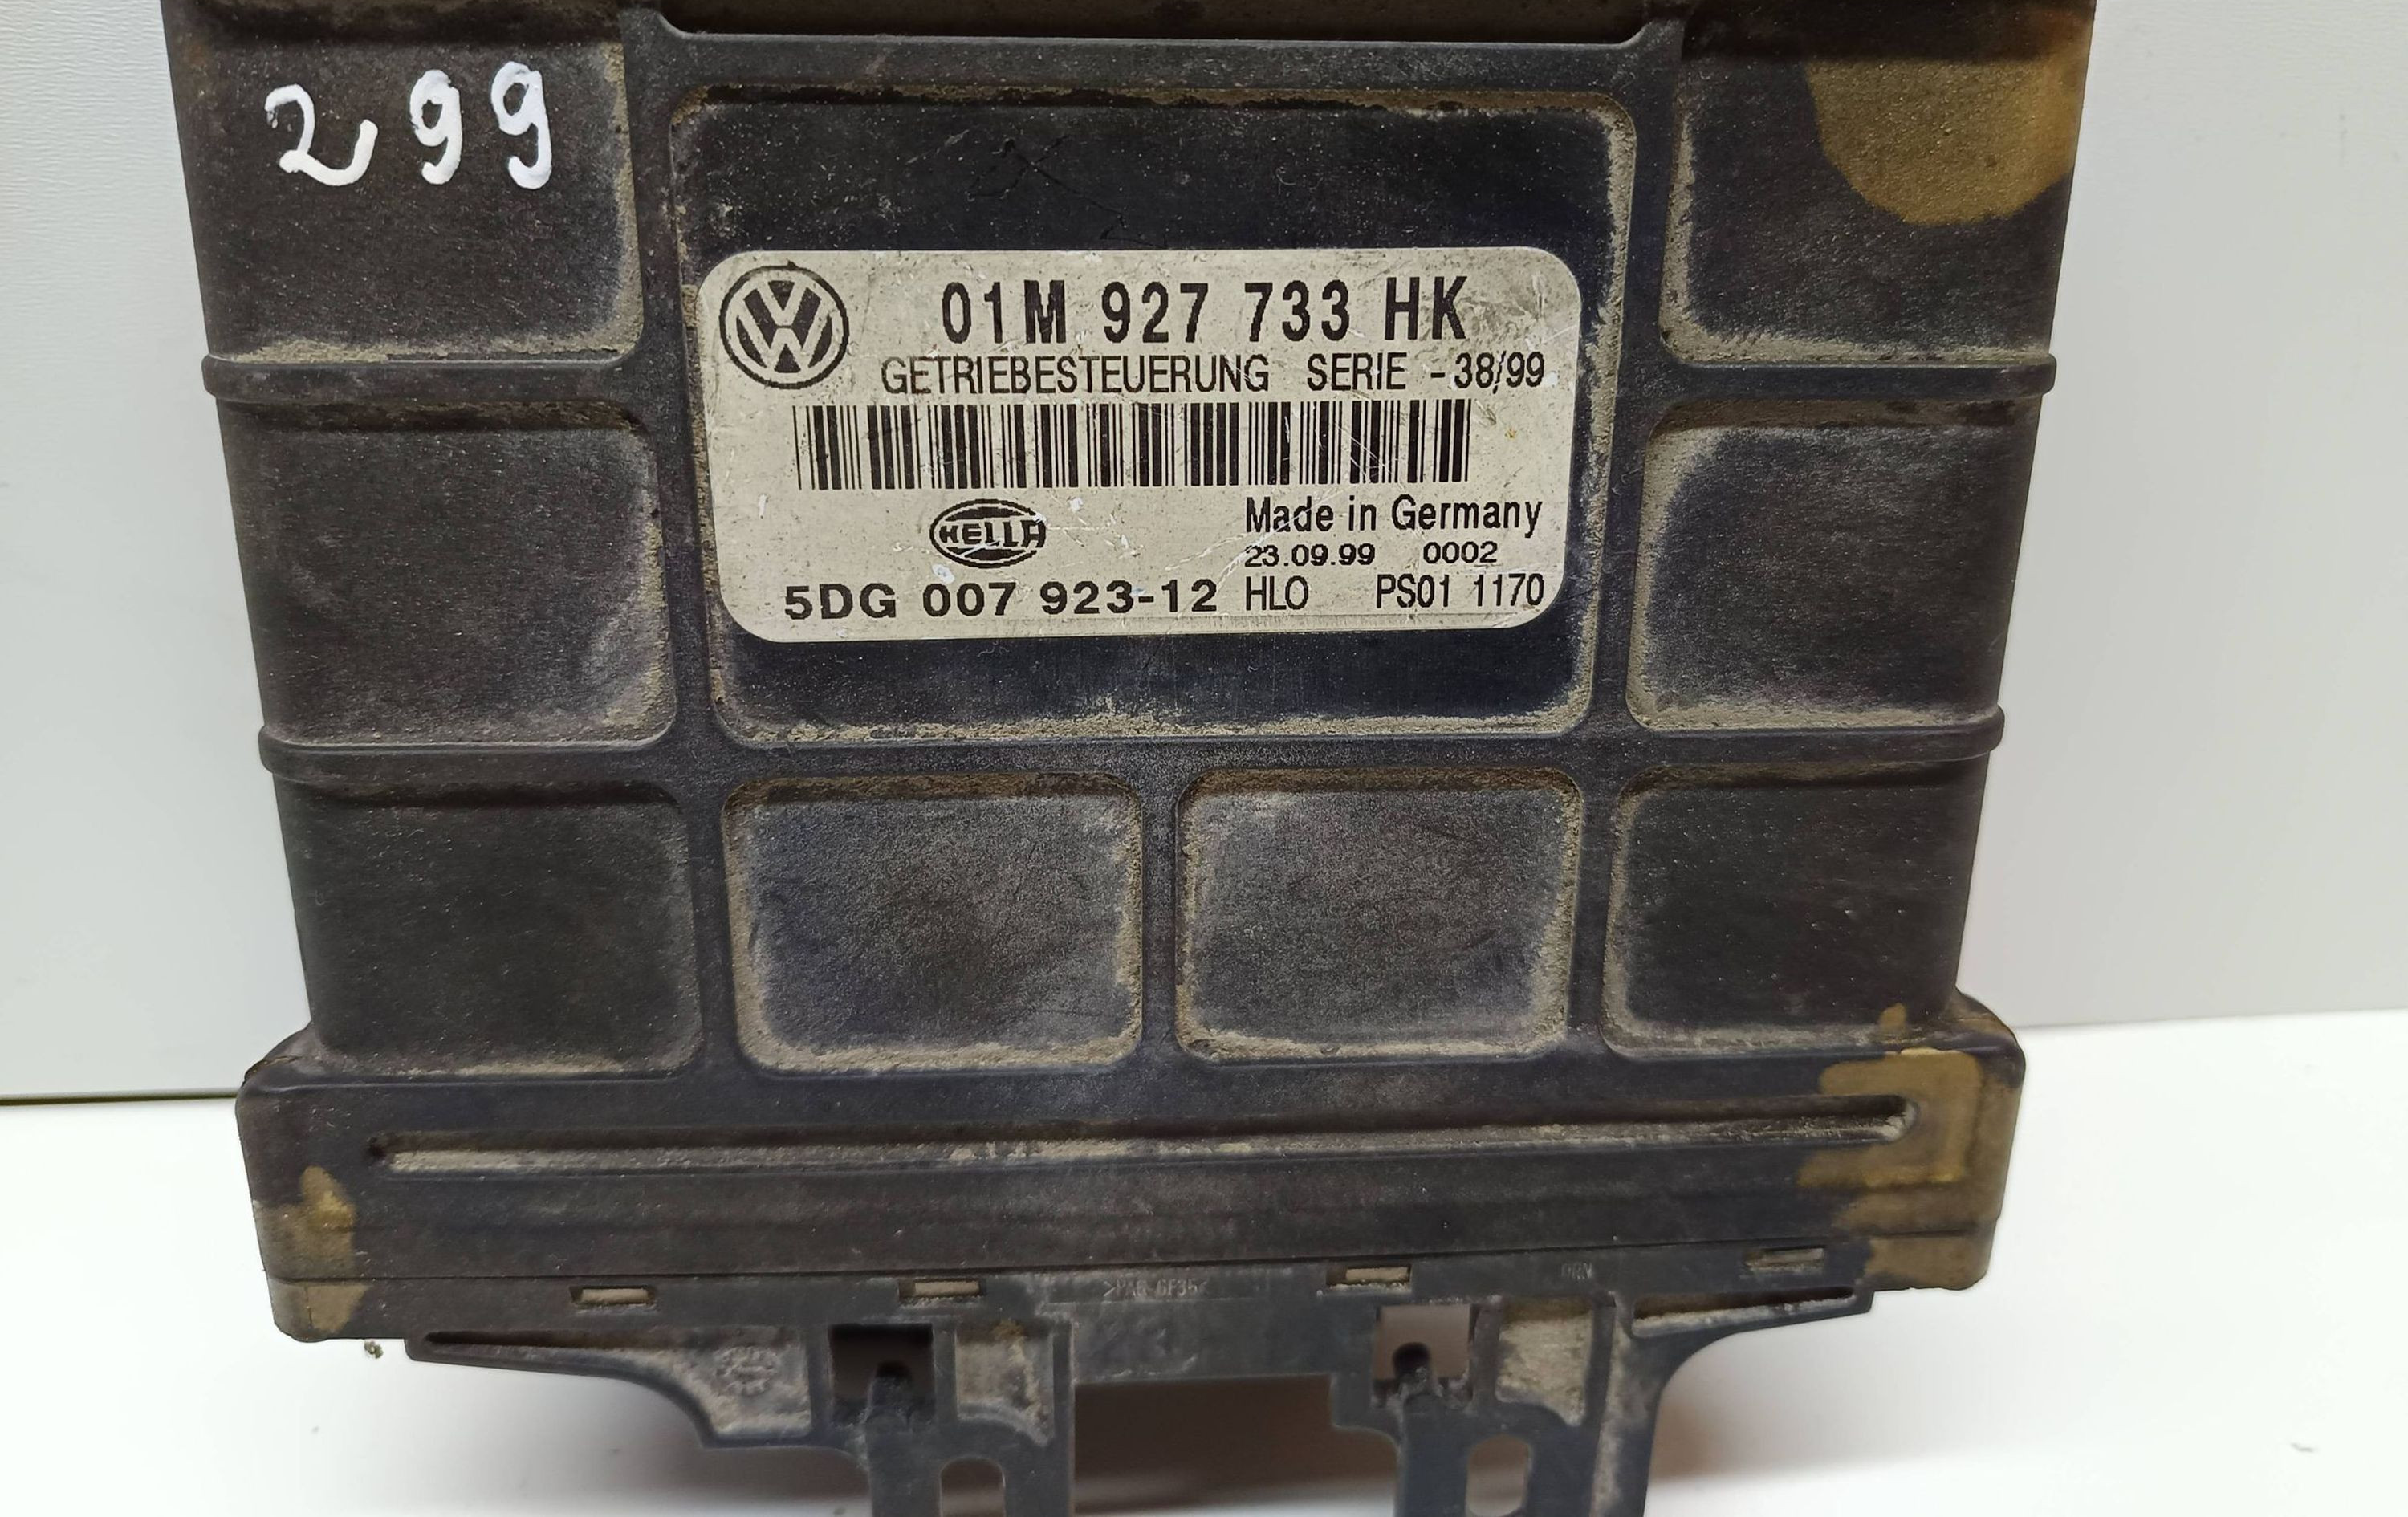 299
01M 927 733 HK
GETRIEBESTEUERUNG SERIE - 38/99
HELLA
Made in Germany
23.09.99 0002
5DG 007 923-12 HLO PS01 1170